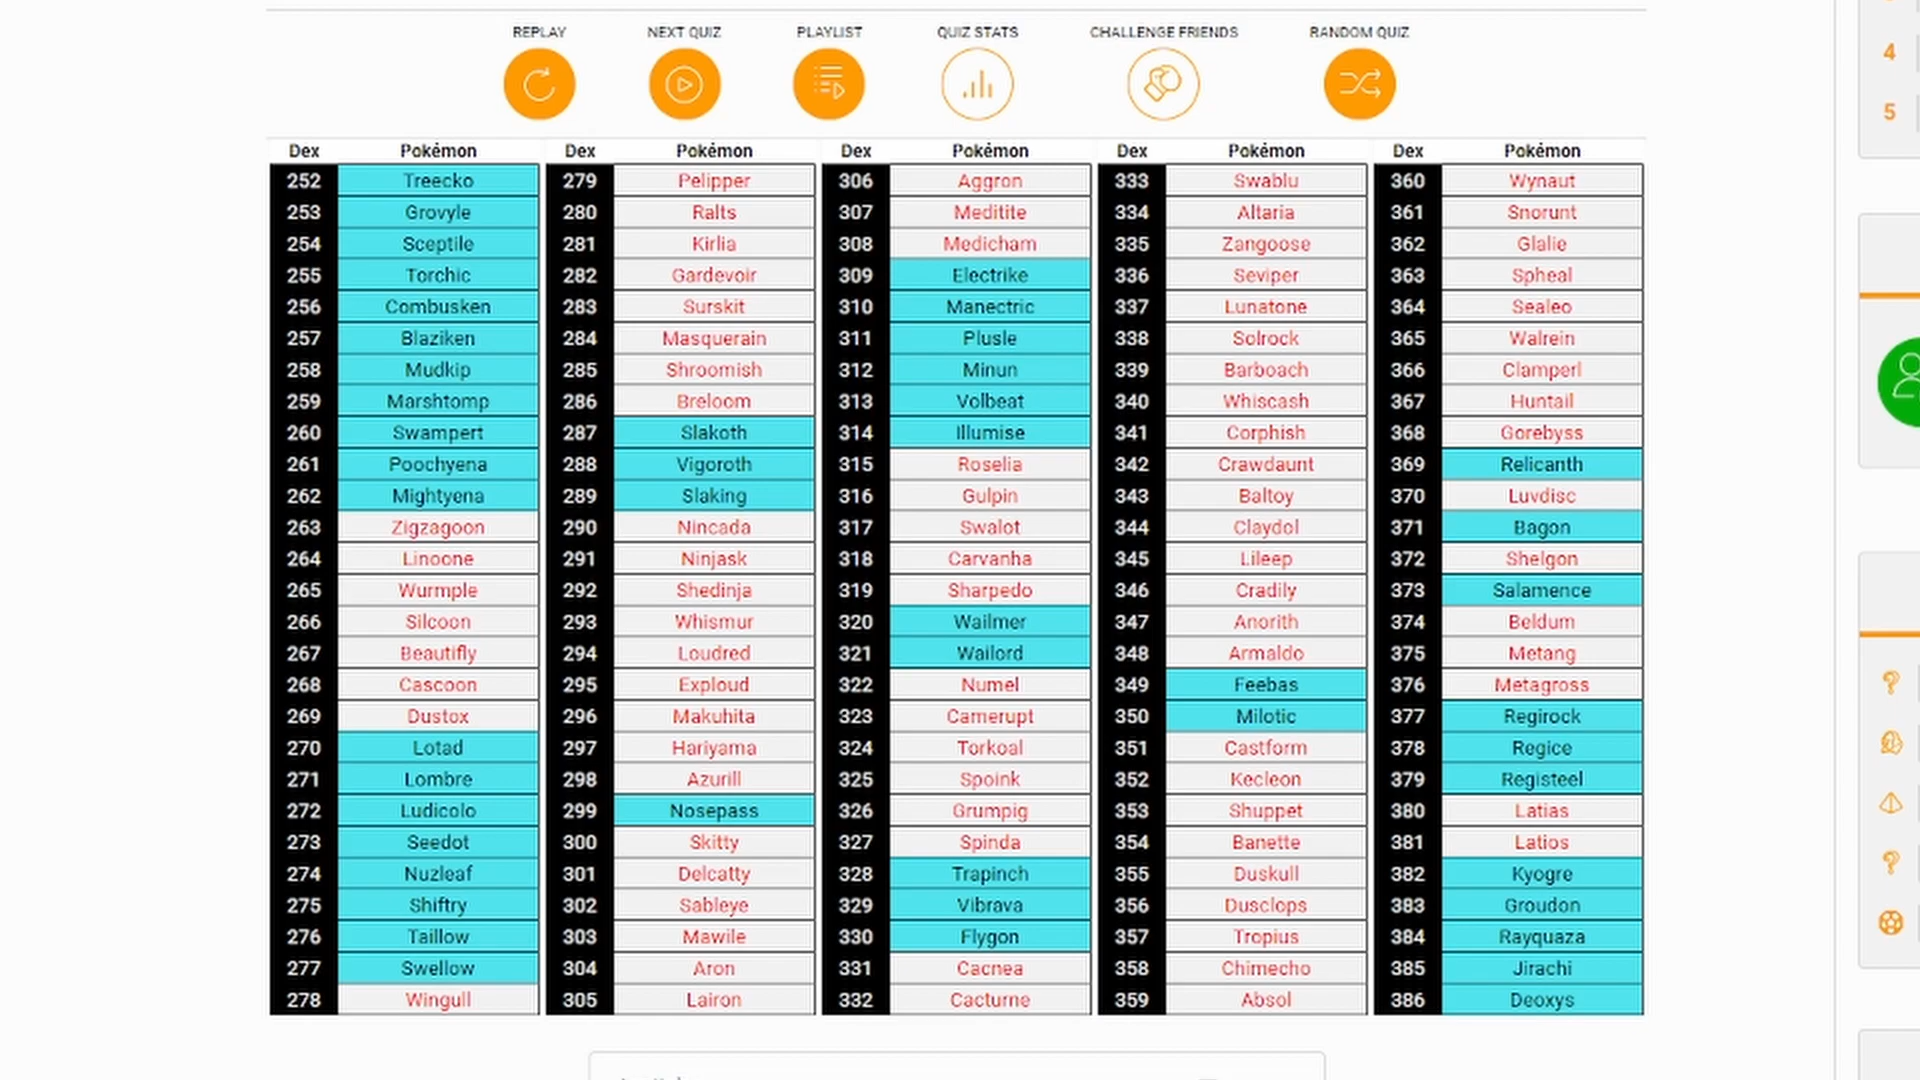 REPLAY NEXT QUIZ PLAYLIST QUIZ STATS CHALLENGE FRIENDS RANDOM QUIZ
4
5
Dex Pokémon Dex Pokémon Dex Pokémon Dex Pokémon Dex Pokémon
252 Treecko 279 Pelipper 306 Aggron 333 Swablu 360 Wynaut
253 Grovyle 280 Ralts 307 Meditite 334 Altaria 361 Snorunt
254 Sceptile 281 Kirlia 308 Medicham 335 Zangoose 362 Glalie
255 Torchic 282 Gardevoir 309 Electrike 336 Seviper 363 Spheal
256 Combusken 283 Surskit 310 Manectric 337 Lunatone 364 Sealeo
257 Blaziken 284 Masquerain 311 Plusle 338 Solrock 365 Walrein
258 Mudkip 285 Shroomish 312 Minun 339 Barboach 366 Clamperl
259 Marshtomp 286 Breloom 313 Volbeat 340 Whiscash 367 Huntail
260 Swampert 287 Slakoth 314 Illumise 341 Corphish 368 Gorebyss
261 Poochyena 288 Vigoroth 315 Roselia 342 Crawdaunt 369 Relicanth
262 Mightyena 289 Slaking 316 Gulpin 343 Baltoy 370 Luvdisc
263 Zigzagoon 290 Nincada 317 Swalot 344 Claydol 371 Bagon
264 Linoone 291 Ninjask 318 Carvanha 345 Lileep 372 Shelgon
265 Wurmple 292 Shedinja 319 Sharpedo 346 Cradily 373 Salamence
266 Silcoon 293 Whismur 320 Wailmer 347 Anorith 374 Beldum
267 Beautifly 294 Loudred 321 Wailord 348 Armaldo 375 Metang
268 Cascoon 295 Exploud 322 Numel 349 Feebas 376 Metagross
269 Dustox 296 Makuhita 323 Camerupt 350 Milotic 377 Regirock
270 Lotad 297 Hariyama 324 Torkoal 351 Castform 378 Regice
271 Lombre 298 Azurill 325 Spoink 352 Kecleon 379 Registeel
272 Ludicolo 299 Nosepass 326 Grumpig 353 Shuppet 380 Latias
273 Seedot 300 Skitty 327 Spinda 354 Banette 381 Latios
274 Nuzleaf 301 Delcatty 328 Trapinch 355 Duskull 382 Kyogre
275 Shiftry 302 Sableye 329 Vibrava 356 Dusclops 383 Groudon
276 Taillow 303 Mawile 330 Flygon 357 Tropius 384 Rayquaza
277 Swellow 304 Aron 331 Cacnea 358 Chimecho 385 Jirachi
278 Wingull 305 Lairon 332 Cacturne 359 Absol 386 Deoxys